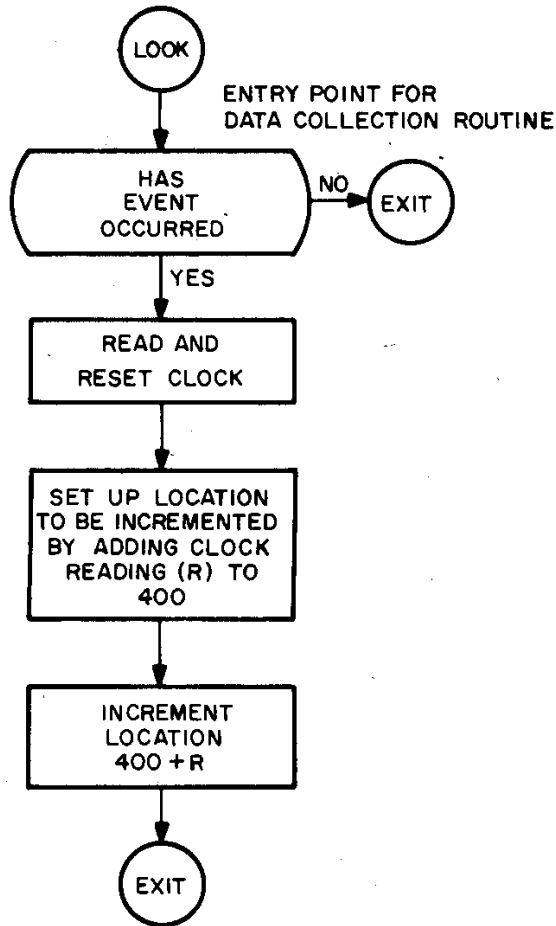 LOOK
ENTRY POINT FOR
DATA COLLECTION ROUTINE
HAS
EVENT
OCCURRED
NO
EXIT
YES
READ AND
RESET CLOCK
SET UP LOCATION
TO BE INCREMENTED
BY ADDING CLOCK
READING (R) TO
400
INCREMENT
LOCATION
400 + R
EXIT